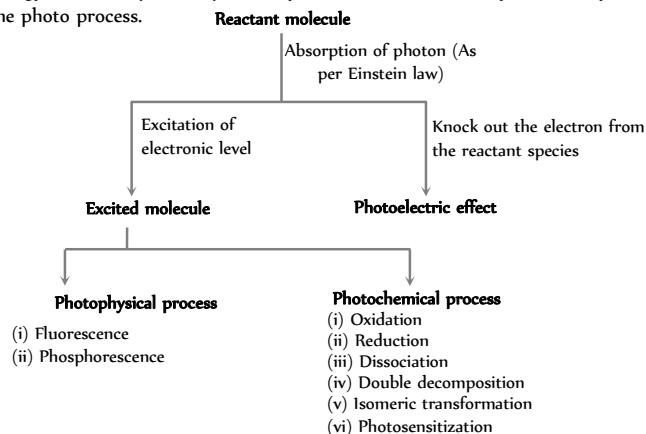 he photo process.
Reactant molecule
Absorption of photon (As
per Einstein law)
Excitation of
electronic level
Knock out the electron from
the reactant species
Excited molecule
Photoelectric effect
Photophysical process
(i) Fluorescence
(ii) Phosphorescence
Photochemical process
(i) Oxidation
(ii) Reduction
(iii) Dissociation
(iv) Double decomposition
(v) Isomeric transformation
(vi) Photosensitization